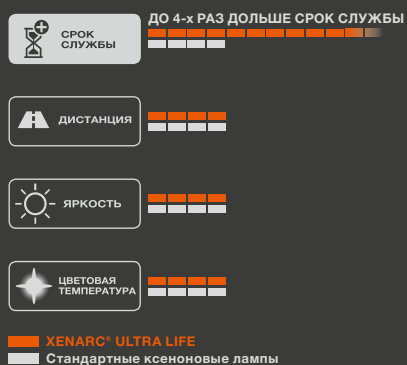 ДО 4-х РАЗ ДОЛЬШЕ СРОК СЛУЖБЫ
СРОК
СЛУЖБЫ
ДИСТАНЦИЯ
ЯРКОСТЬ
ЦВЕТОВАЯ
ТЕМПЕРАТУРА
XENARC® ULTRA LIFE
Стандартные ксеноновые лампы